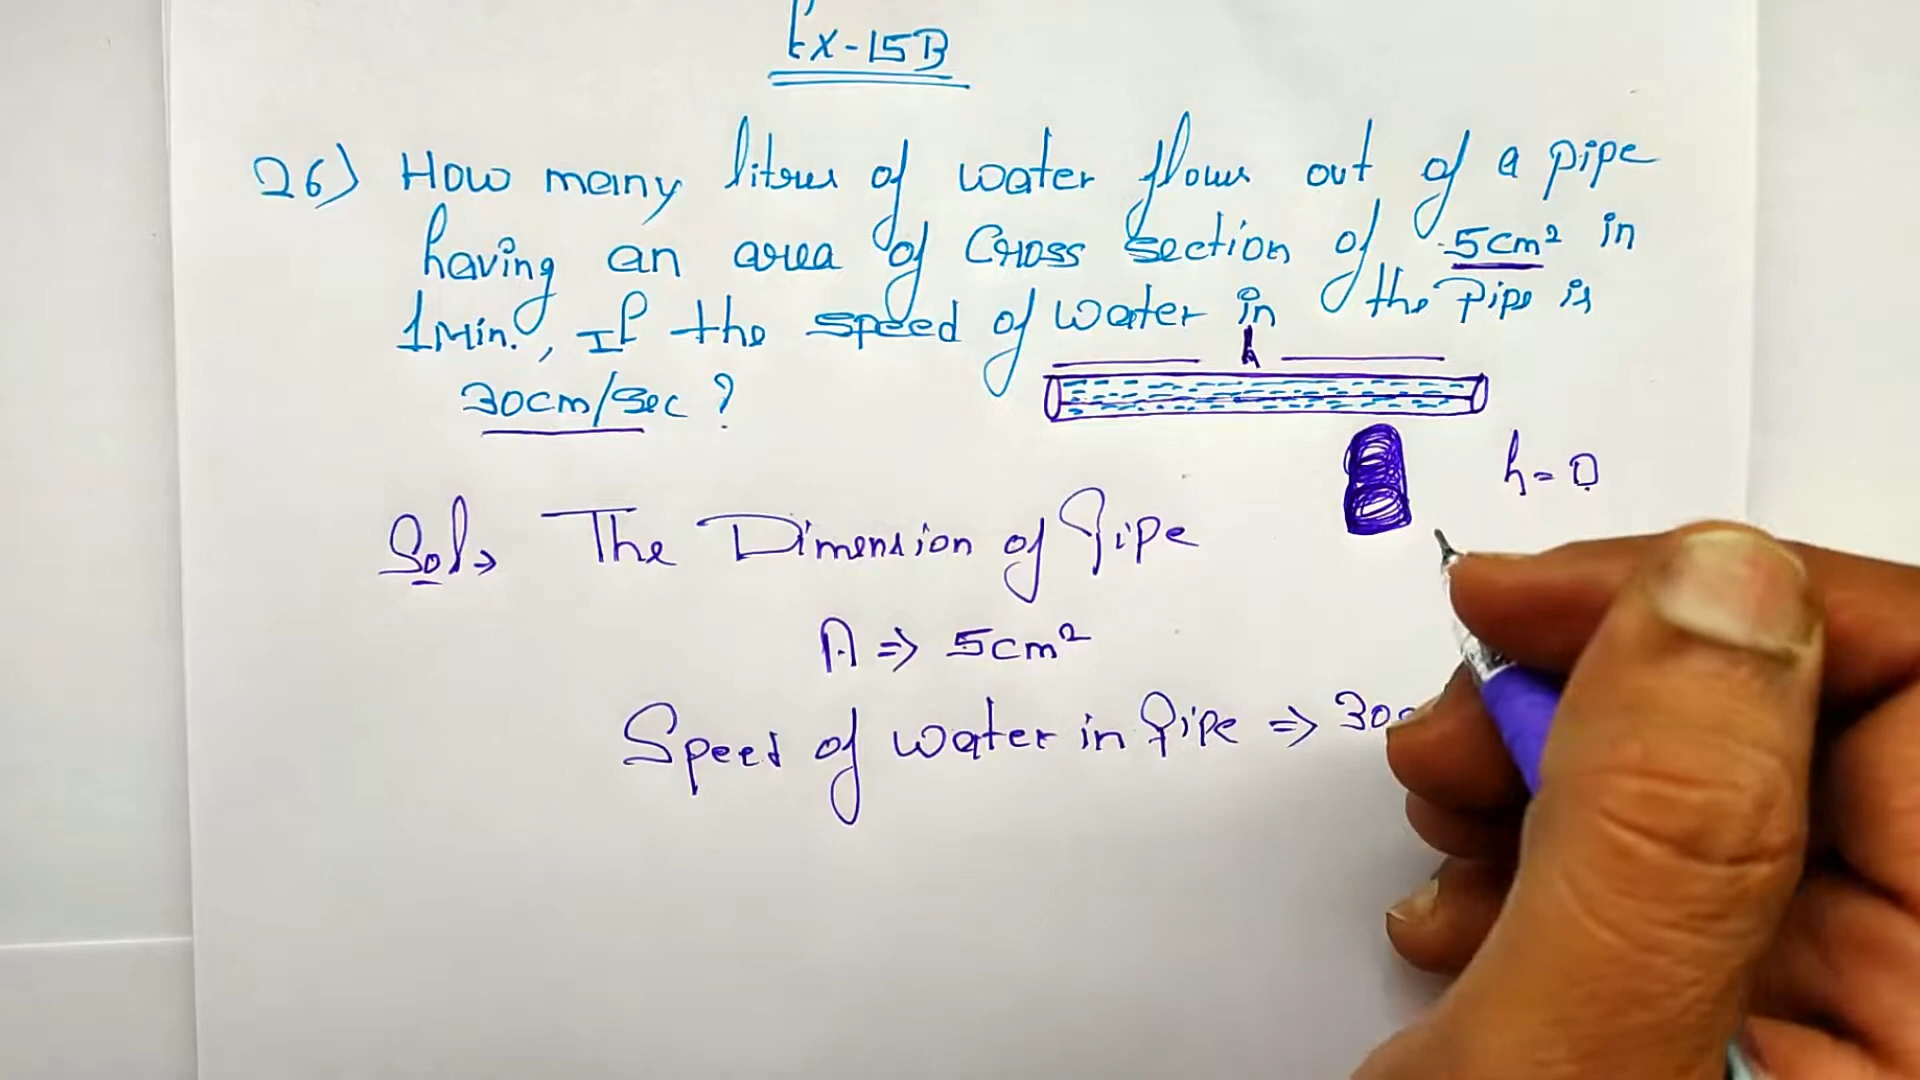 Ex-15B
26) How many litres of water flows out of a pipe
having an area of Cross section of 5cm² in
1Min., If the speed of water in the pipe is
30cm/sec ?
h
h = 0
Sol → The Dimension of Pipe
A ⇒ 5cm²
Speed of water in Pipe ⇒ 30c